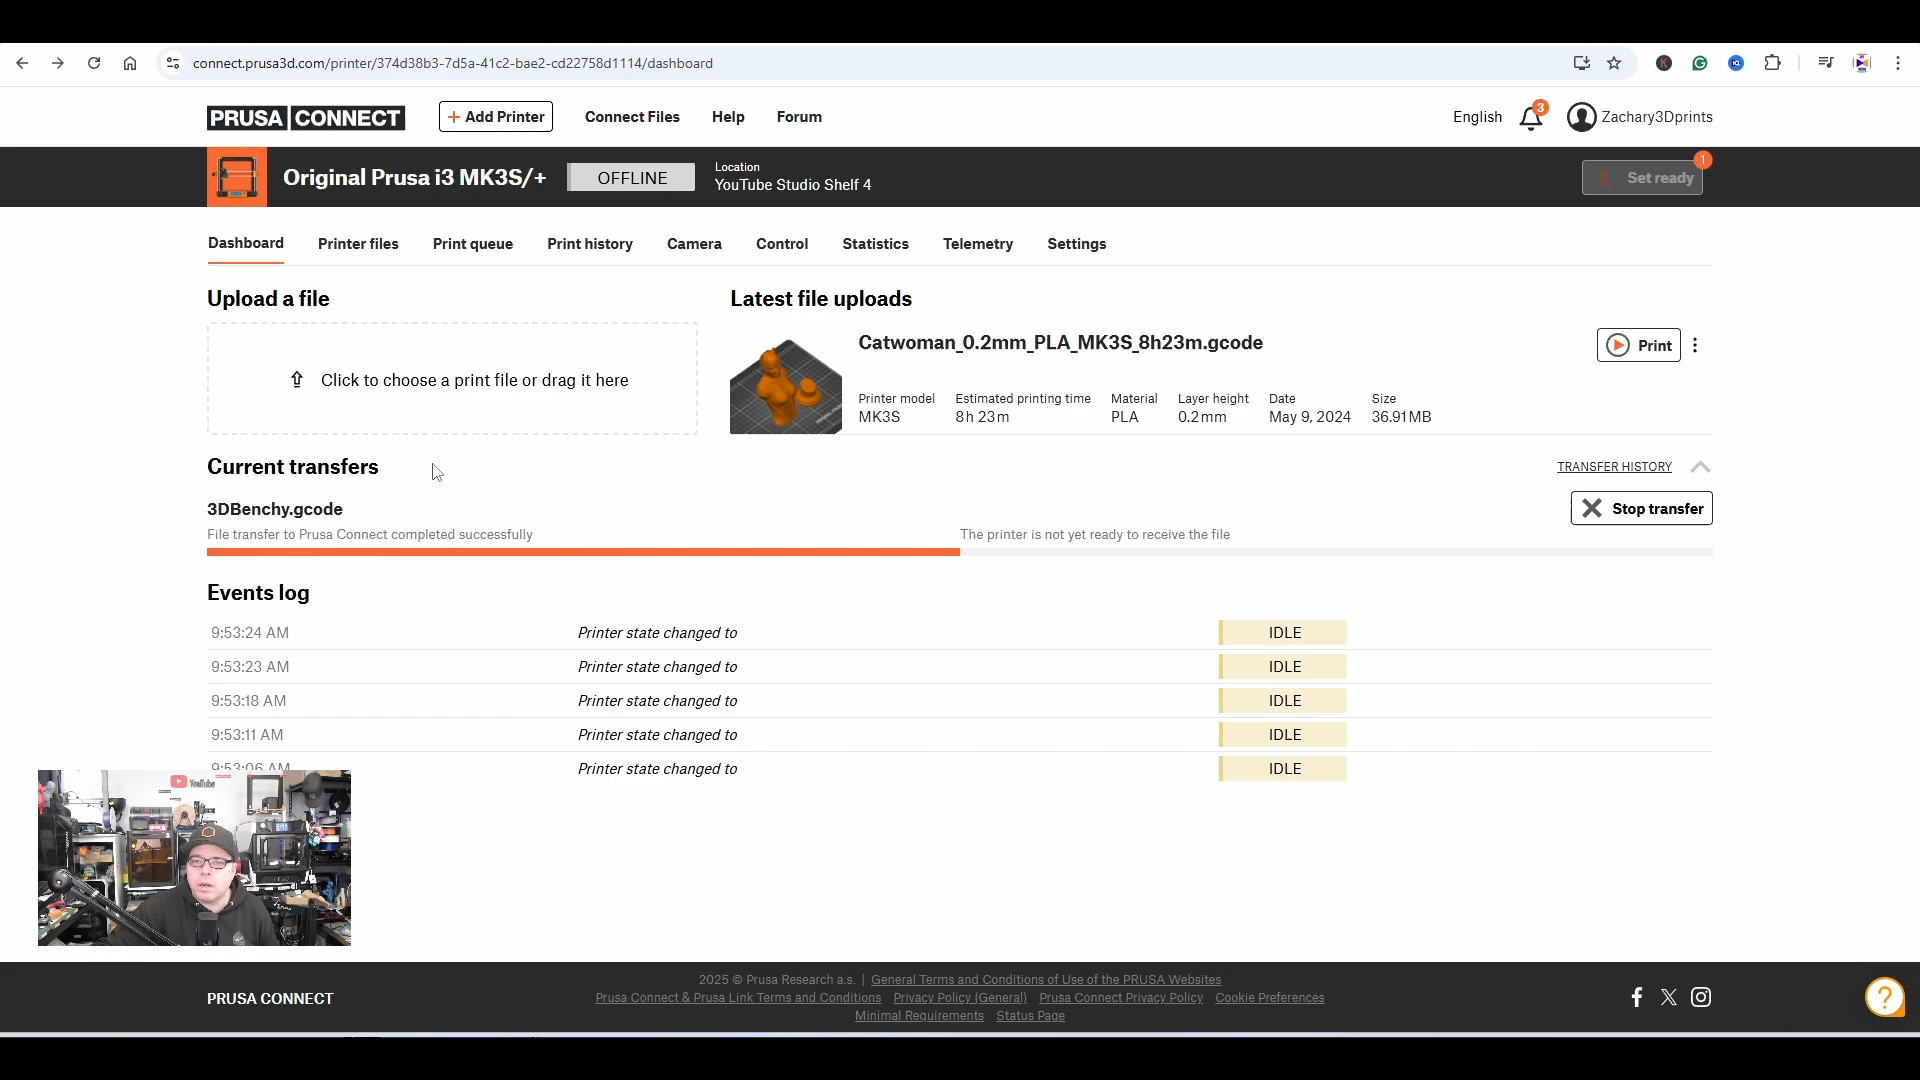 connect.prusa3d.com/printer/374d38b3-7d5a-41c2-bae2-cd22758d1114/dashboard
PRUSA CONNECT
+ Add Printer
Connect Files
Help
Forum
English
3
Zachary3Dprints
Original Prusa i3 MK3S/+
OFFLINE
Location
YouTube Studio Shelf 4
Set ready
1
Dashboard
Printer files
Print queue
Print history
Camera
Control
Statistics
Telemetry
Settings
Upload a file
Click to choose a print file or drag it here
Latest file uploads
Catwoman_0.2mm_PLA_MK3S_8h23m.gcode
Print
Printer model
MK3S
Estimated printing time
8h 23m
Material
PLA
Layer height
0.2mm
Date
May 9, 2024
Size
36.91MB
Current transfers
TRANSFER HISTORY
3DBenchy.gcode
Stop transfer
File transfer to Prusa Connect completed successfully
The printer is not yet ready to receive the file
Events log
9:53:24 AM Printer state changed to IDLE
9:53:23 AM Printer state changed to IDLE
9:53:18 AM Printer state changed to IDLE
9:53:11 AM Printer state changed to IDLE
9:53:06 AM Printer state changed to IDLE
YouTube
PRUSA CONNECT
2025 © Prusa Research a.s. | General Terms and Conditions of Use of the PRUSA Websites
Prusa Connect & Prusa Link Terms and Conditions Privacy Policy (General) Prusa Connect Privacy Policy Cookie Preferences
Minimal Requirements Status Page
?